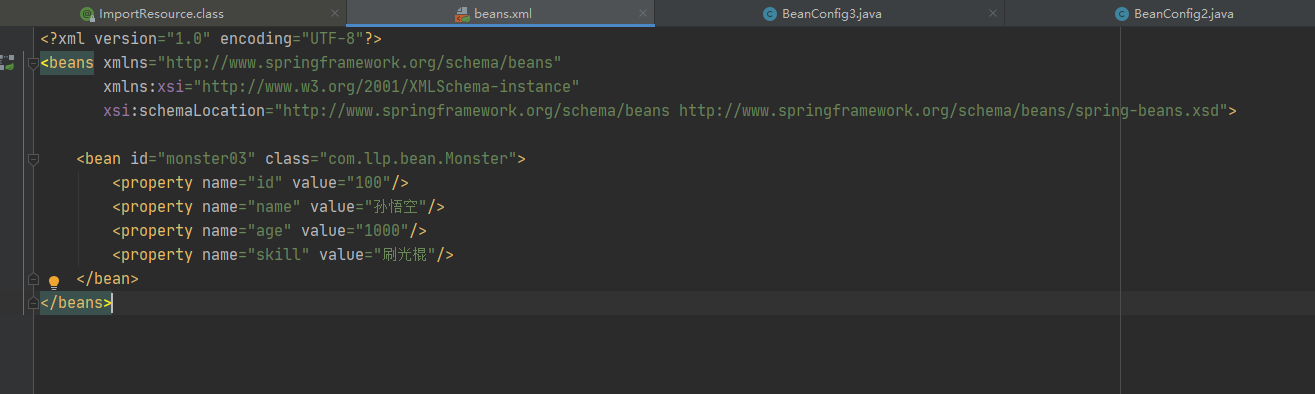 ImportResource.class
beans.xml
BeanConfig3.java
BeanConfig2.java
<?xml version="1.0" encoding="UTF-8"?>
<beans xmlns="http://www.springframework.org/schema/beans"
       xmlns:xsi="http://www.w3.org/2001/XMLSchema-instance"
       xsi:schemaLocation="http://www.springframework.org/schema/beans http://www.springframework.org/schema/beans/spring-beans.xsd">
    <bean id="monster03" class="com.llp.bean.Monster">
        <property name="id" value="100"/>
        <property name="name" value="孙悟空"/>
        <property name="age" value="1000"/>
        <property name="skill" value="刷光棍"/>
    </bean>
</beans>